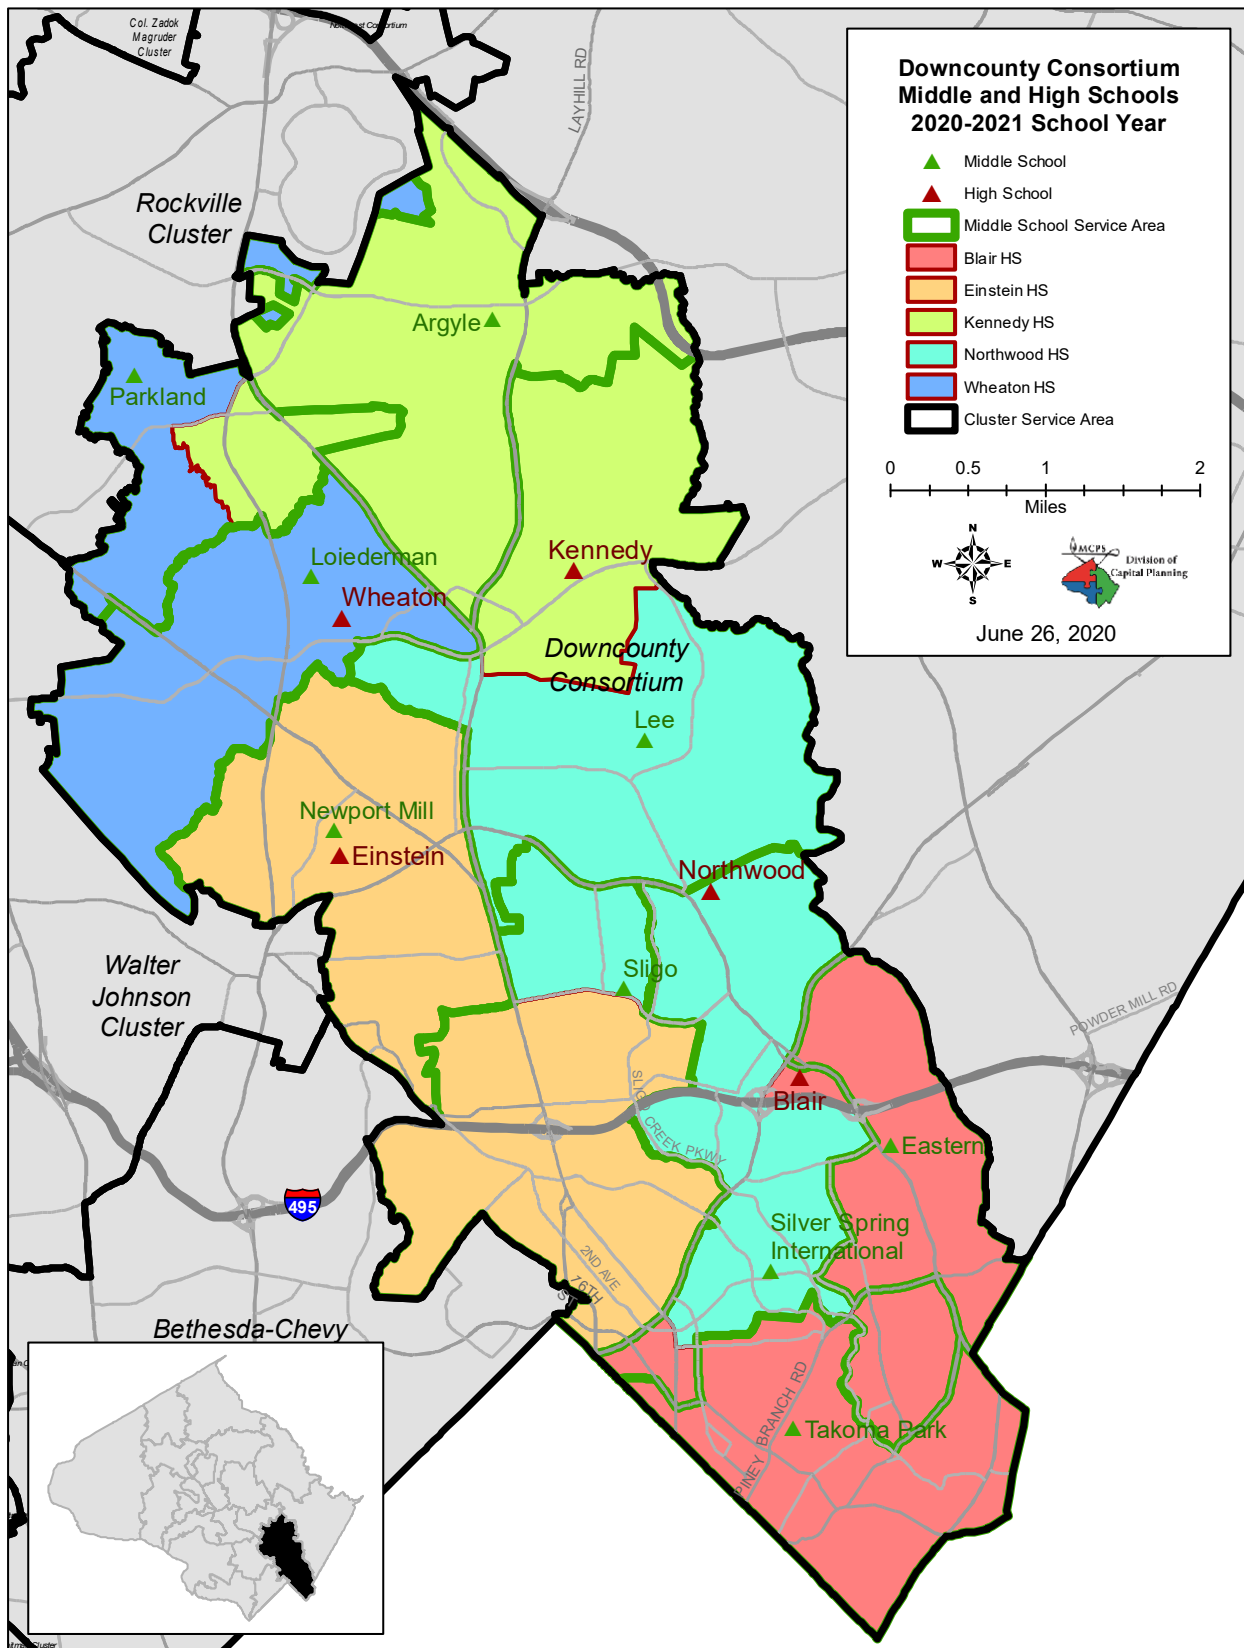 Col. Zadok
Magruder
Cluster
LAYHILL RD
Downcounty Consortium
Middle and High Schools
2020-2021 School Year
Middle School
High School
Middle School Service Area
Blair HS
Einstein HS
Kennedy HS
Northwood HS
Wheaton HS
Cluster Service Area
0 0.5 1 2
Miles
N
W E
S
MCPS
Division of
Capital Planning
June 26, 2020
Rockville
Cluster
Argyle
Parkland
Loiederman
Wheaton
Kennedy
Downcounty
Consortium
Lee
Newport Mill
Einstein
Northwood
Sligo
Walter
Johnson
Cluster
POWDER MILL RD
SLIGO CREEK PKWY
Blair
Eastern
495
Silver Spring
International
2ND AVE
16TH
ST
Bethesda-Chevy
PINEY BRANCH RD
Takoma Park
Cluster